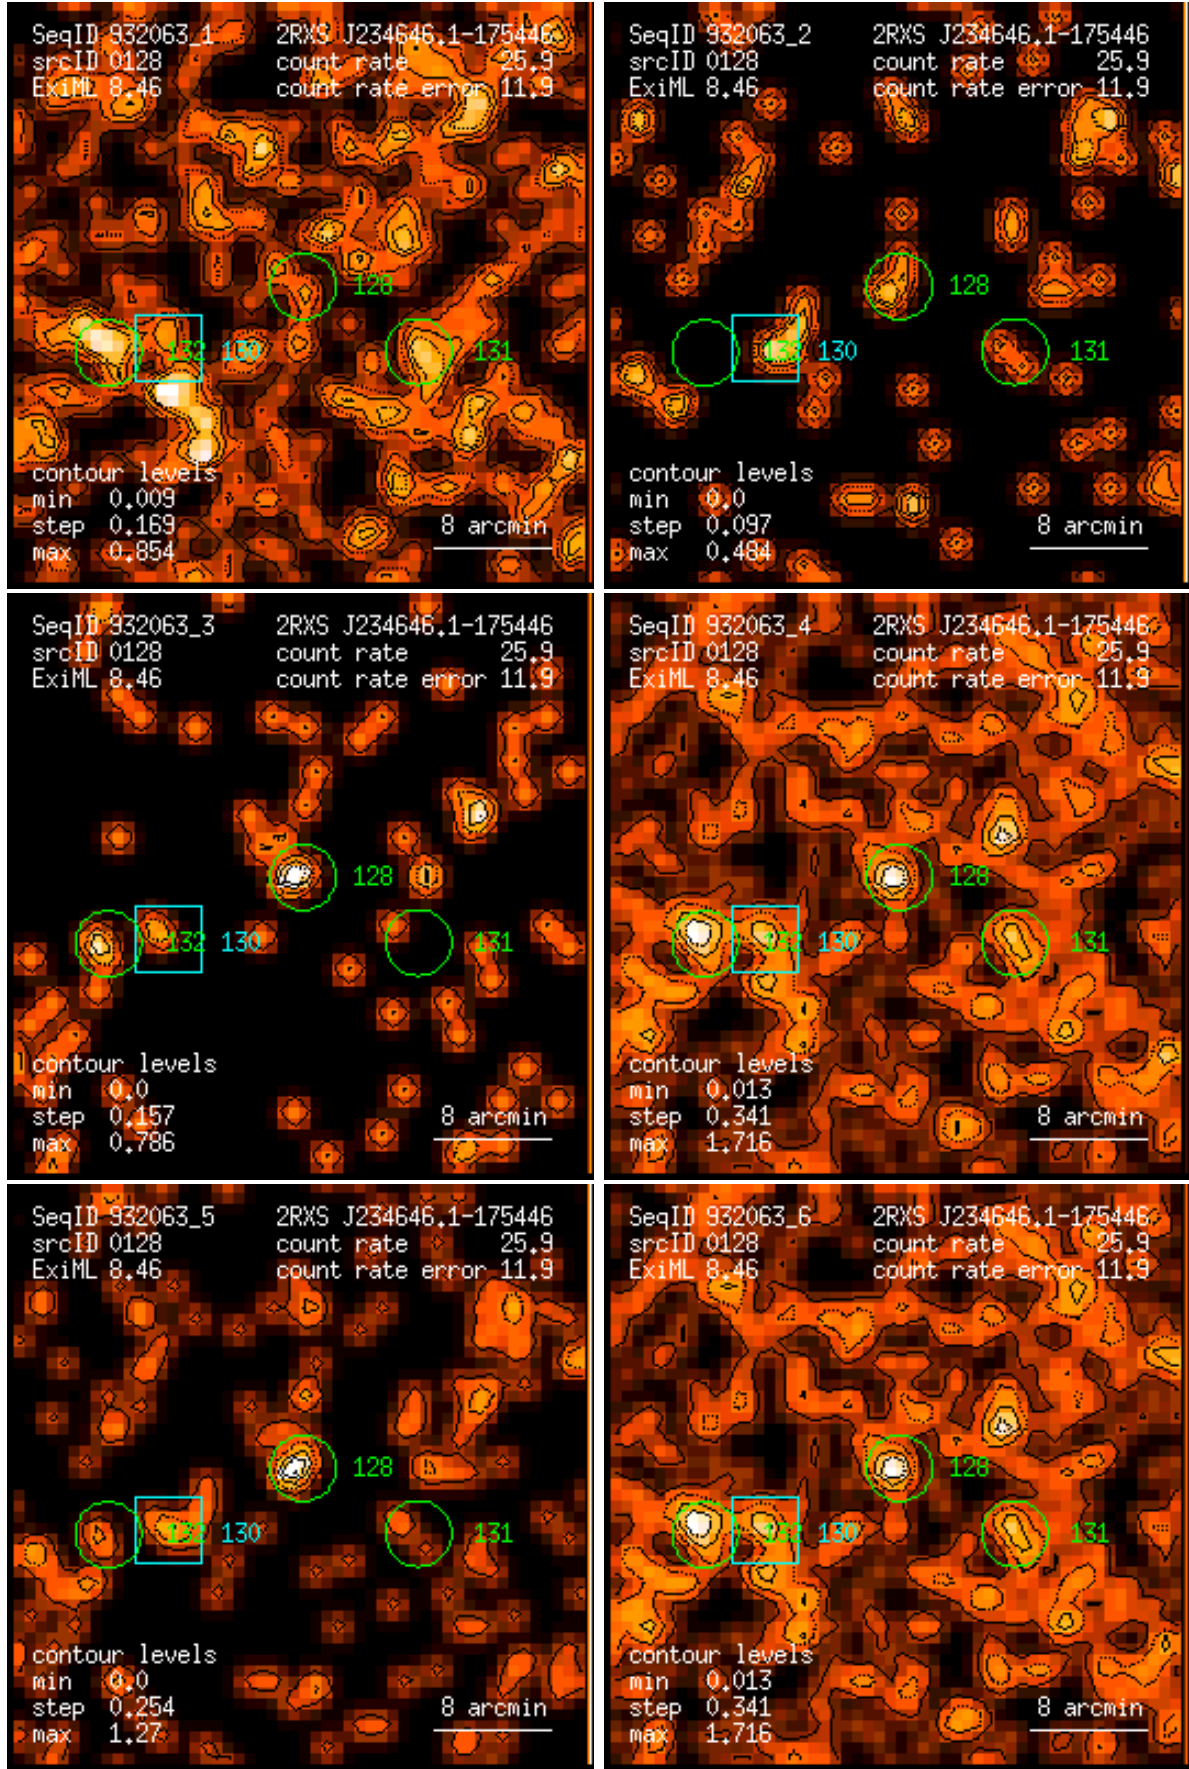 SeqID 932063_1 2RXS J234646.1-175446
srcID 0128 count rate 25.9
ExiML 8.46 count rate error 11.9
128
132 130 131
contour levels
min 0.009
step 0.169 8 arcmin
max 0.854
SeqID 932063_2 2RXS J234646.1-175446
srcID 0128 count rate 25.9
ExiML 8.46 count rate error 11.9
128
132 130 131
contour levels
min 0.0
step 0.097 8 arcmin
max 0.484
SeqID 932063_3 2RXS J234646.1-175446
srcID 0128 count rate 25.9
ExiML 8.46 count rate error 11.9
128
132 130 131
contour levels
min 0.0
step 0.157 8 arcmin
max 0.786
SeqID 932063_4 2RXS J234646.1-175446
srcID 0128 count rate 25.9
ExiML 8.46 count rate error 11.9
128
132 130 131
contour levels
min 0.013
step 0.341 8 arcmin
max 1.716
SeqID 932063_5 2RXS J234646.1-175446
srcID 0128 count rate 25.9
ExiML 8.46 count rate error 11.9
128
132 130 131
contour levels
min 0.0
step 0.254 8 arcmin
max 1.27
SeqID 932063_6 2RXS J234646.1-175446
srcID 0128 count rate 25.9
ExiML 8.46 count rate error 11.9
128
132 130 131
contour levels
min 0.013
step 0.341 8 arcmin
max 1.716